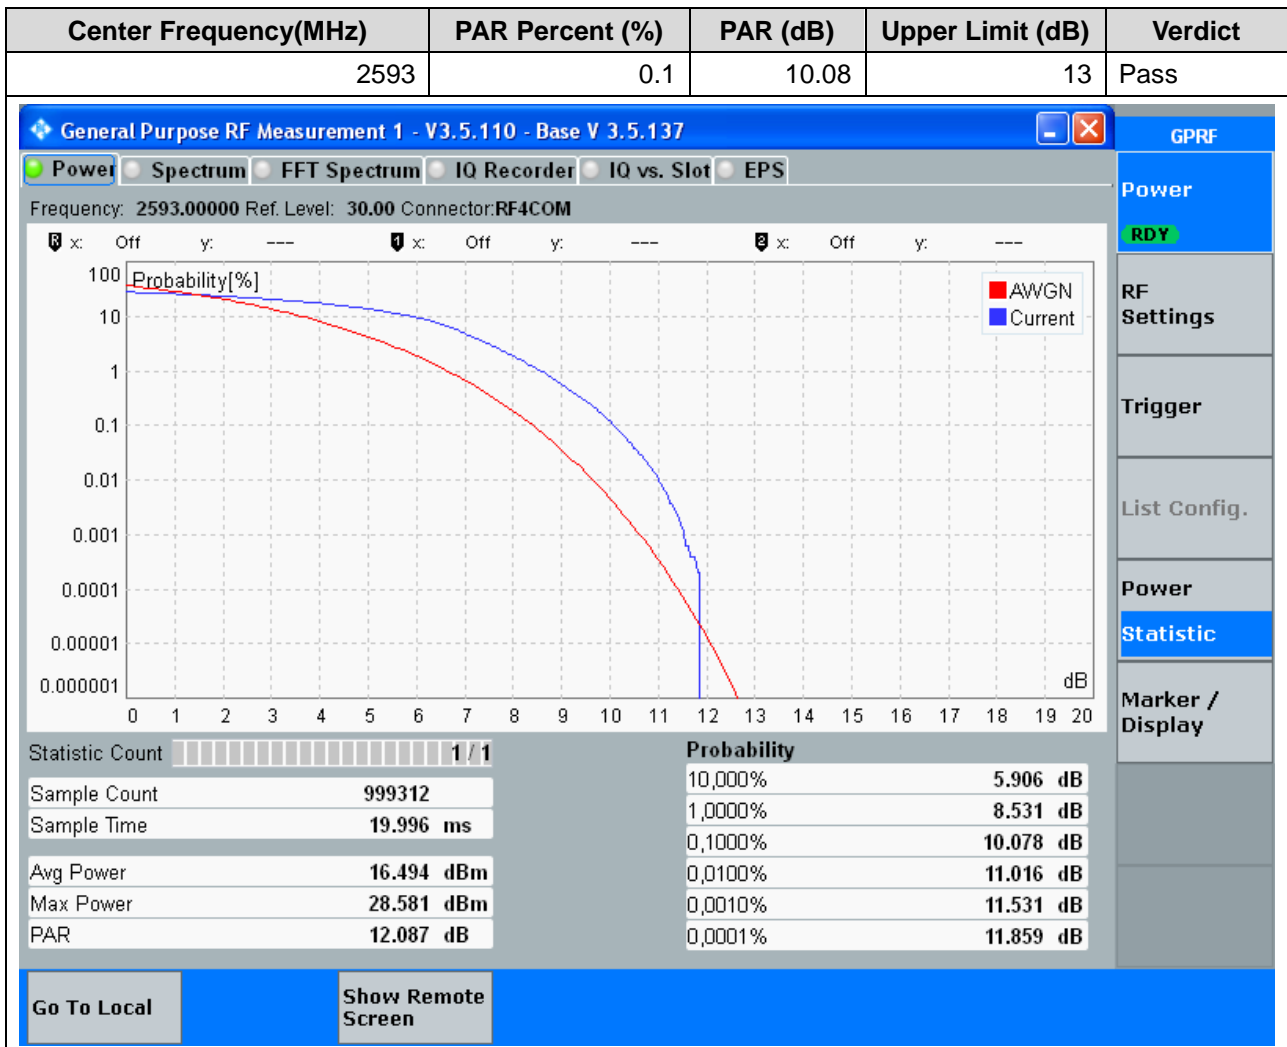 Center Frequency(MHz) PAR Percent (%) PAR (dB) Upper Limit (dB) Verdict
2593 0.1 10.08 13 Pass
General Purpose RF Measurement 1 - V3.5.110 - Base V 3.5.137
GPRF
Power Spectrum FFT Spectrum IQ Recorder IQ vs. Slot EPS
Frequency: 2593.00000 Ref. Level: 30.00 Connector:RF4COM
R x: Off y: --- 1 x: Off y: --- 2 x: Off y: ---
Probability[%]
AWGN
Current
100
10
1
0.1
0.01
0.001
0.0001
0.00001
0.000001
dB
0 1 2 3 4 5 6 7 8 9 10 11 12 13 14 15 16 17 18 19 20
Statistic Count 1 / 1
Sample Count 999312
Sample Time 19.996 ms
Avg Power 16.494 dBm
Max Power 28.581 dBm
PAR 12.087 dB
Probability
10,000% 5.906 dB
1,0000% 8.531 dB
0,1000% 10.078 dB
0,0100% 11.016 dB
0,0010% 11.531 dB
0,0001% 11.859 dB
Power
RDY
RF
Settings
Trigger
List Config.
Power
Statistic
Marker /
Display
Go To Local
Show Remote
Screen